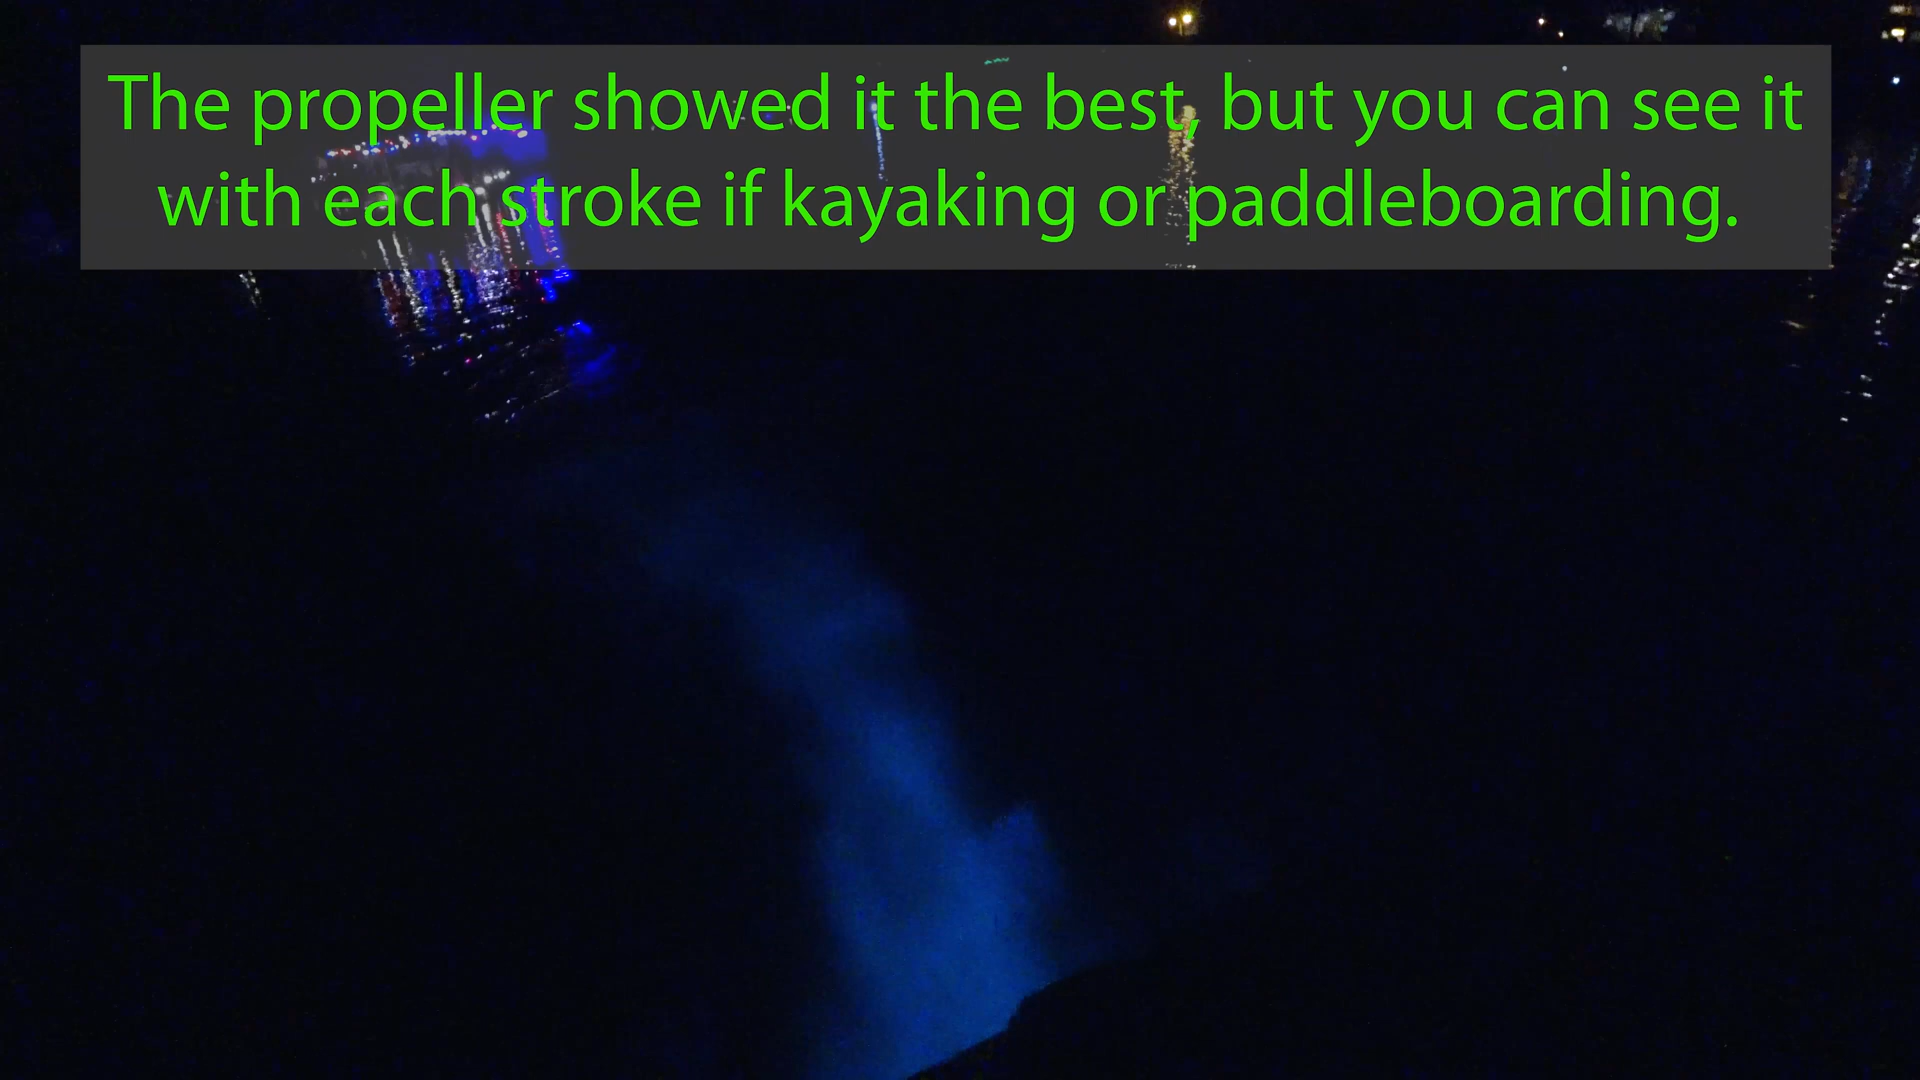 The propeller showed it the best, but you can see it
with each stroke if kayaking or paddleboarding.